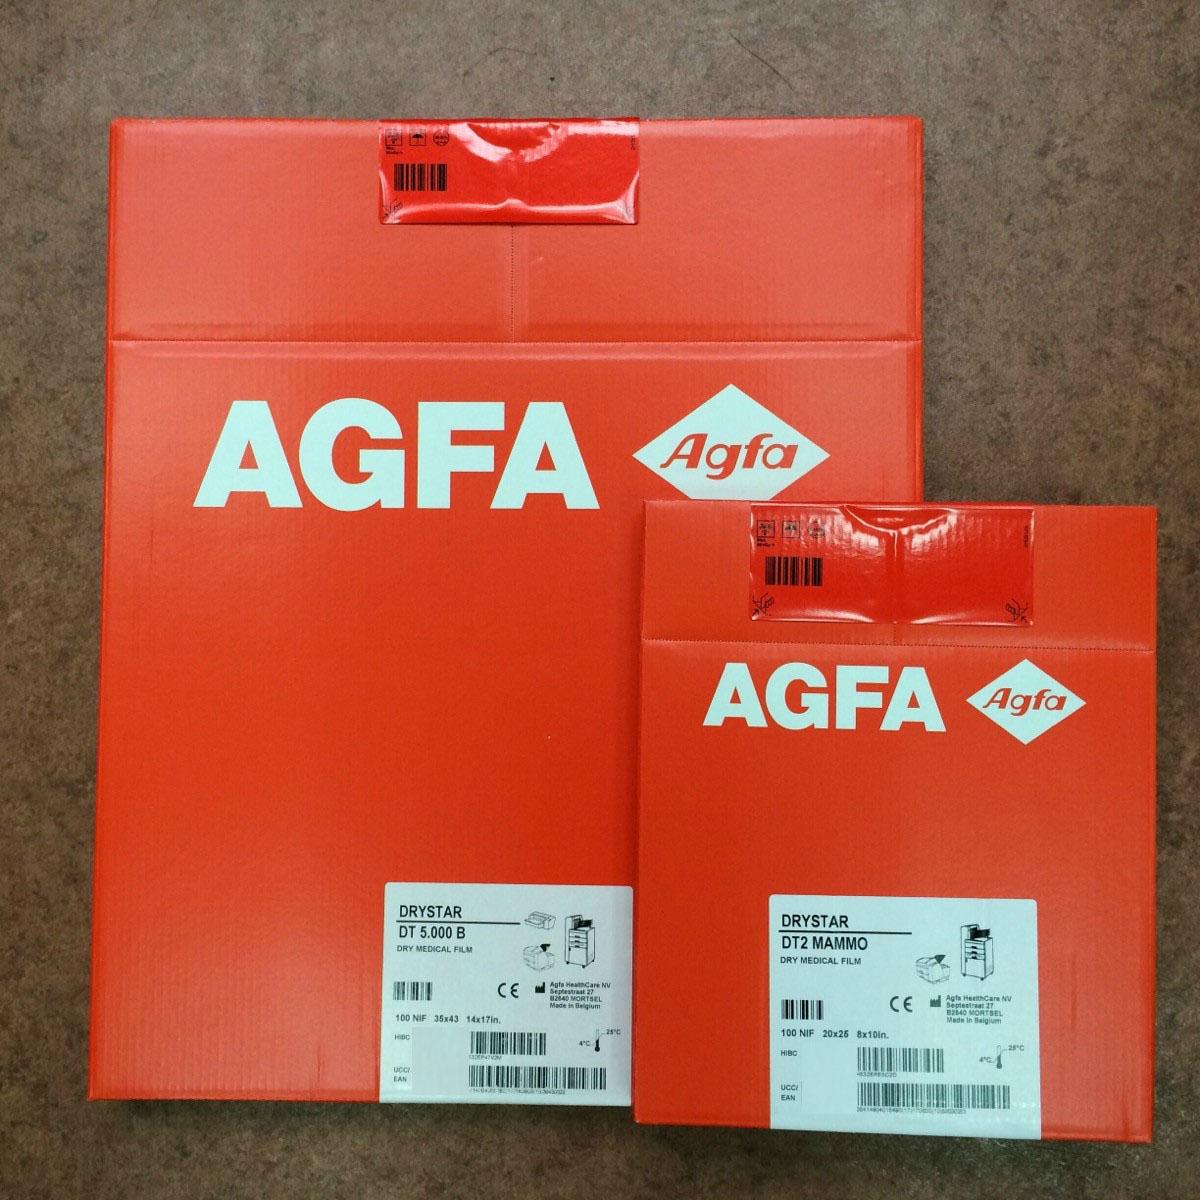 AGFA
Agfa
DRYSTAR
DT 5.000 B
DRY MEDICAL FILM
Agfa HealthCare NV
Septestraat 27
B2640 MORTSEL
Made in Belgium
100 NIF 35x43 14x17in.
HIBC
25°C
4°C
UCC/
EAN
AGFA
Agfa
DRYSTAR
DT2 MAMMO
DRY MEDICAL FILM
Agfa HealthCare NV
Septestraat 27
B2640 MORTSEL
Made in Belgium
100 NIF 20x25 8x10in.
HIBC
25°C
4°C
UCC/
EAN